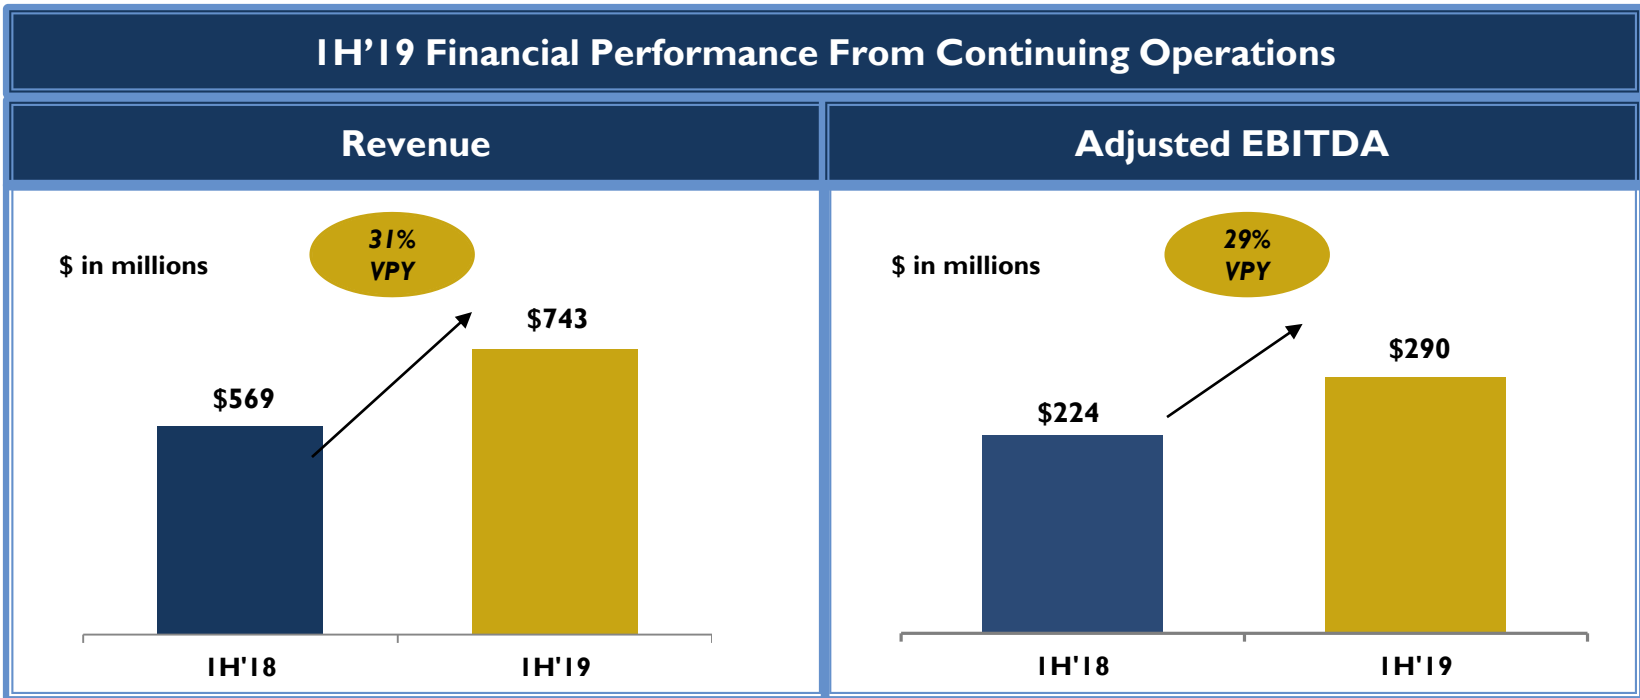 1H’19 Financial Performance From Continuing Operations
Revenue
Adjusted EBITDA
$ in millions
31%
VPY
$569
$743
1H'18
1H'19
$ in millions
29%
VPY
$224
$290
1H'18
1H'19